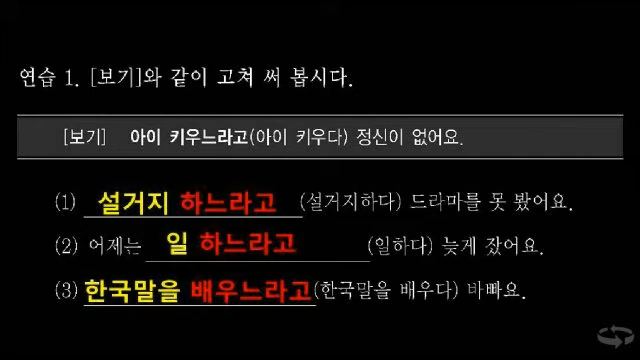 연습 1. [보기]와 같이 고쳐 써 봅시다.
[보기] 아이 키우느라고(아이 키우다) 정신이 없어요.
(1) 설거지 하느라고 (설거지하다) 드라마를 못 봤어요.
(2) 어제는 일 하느라고 (일하다) 늦게 잤어요.
(3) 한국말을 배우느라고(한국말을 배우다) 바빠요.